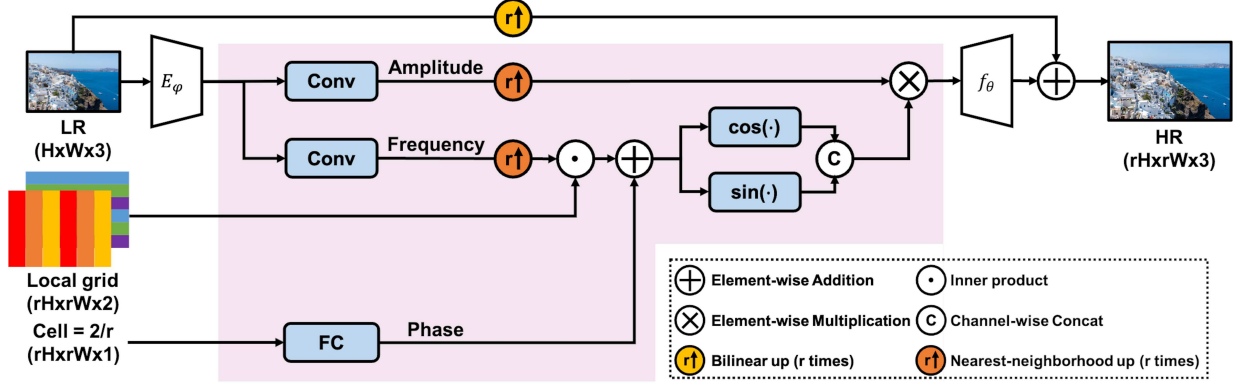 r↑
LR
(HxWx3)
E_φ
Conv
Amplitude
r↑
Conv
Frequency
r↑
cos(·)
sin(·)
C
f_θ
HR
(rHxrWx3)
Local grid
(rHxrWx2)
Cell = 2/r
(rHxrWx1)
FC
Phase
Element-wise Addition
Inner product
Element-wise Multiplication
C Channel-wise Concat
r↑ Bilinear up (r times)
r↑ Nearest-neighborhood up (r times)